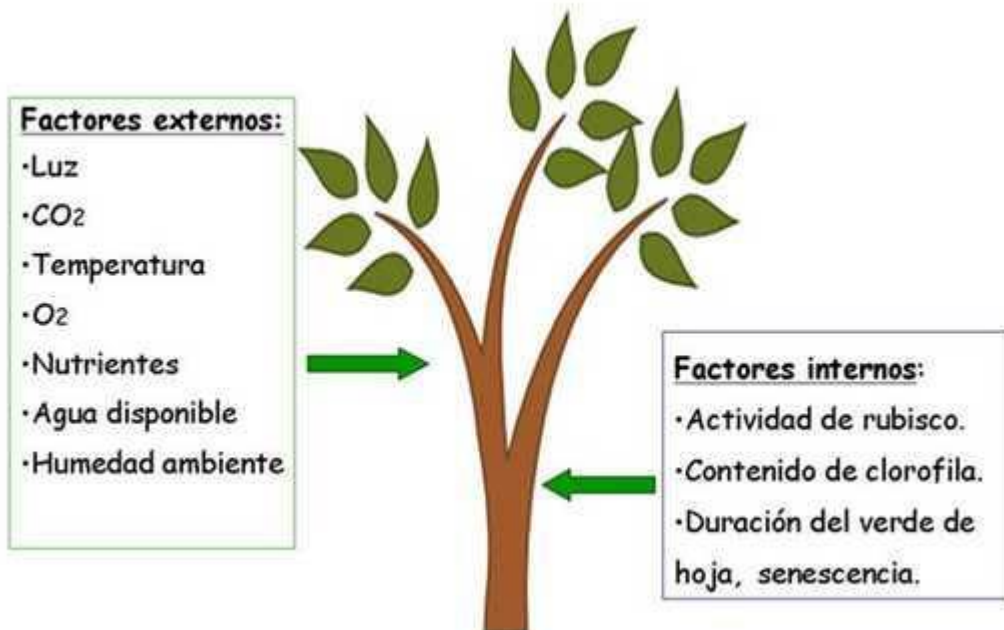 Factores externos:
·Luz
·CO2
·Temperatura
·O2
·Nutrientes
·Agua disponible
·Humedad ambiente
Factores internos:
·Actividad de rubisco.
·Contenido de clorofila.
·Duración del verde de
hoja, senescencia.